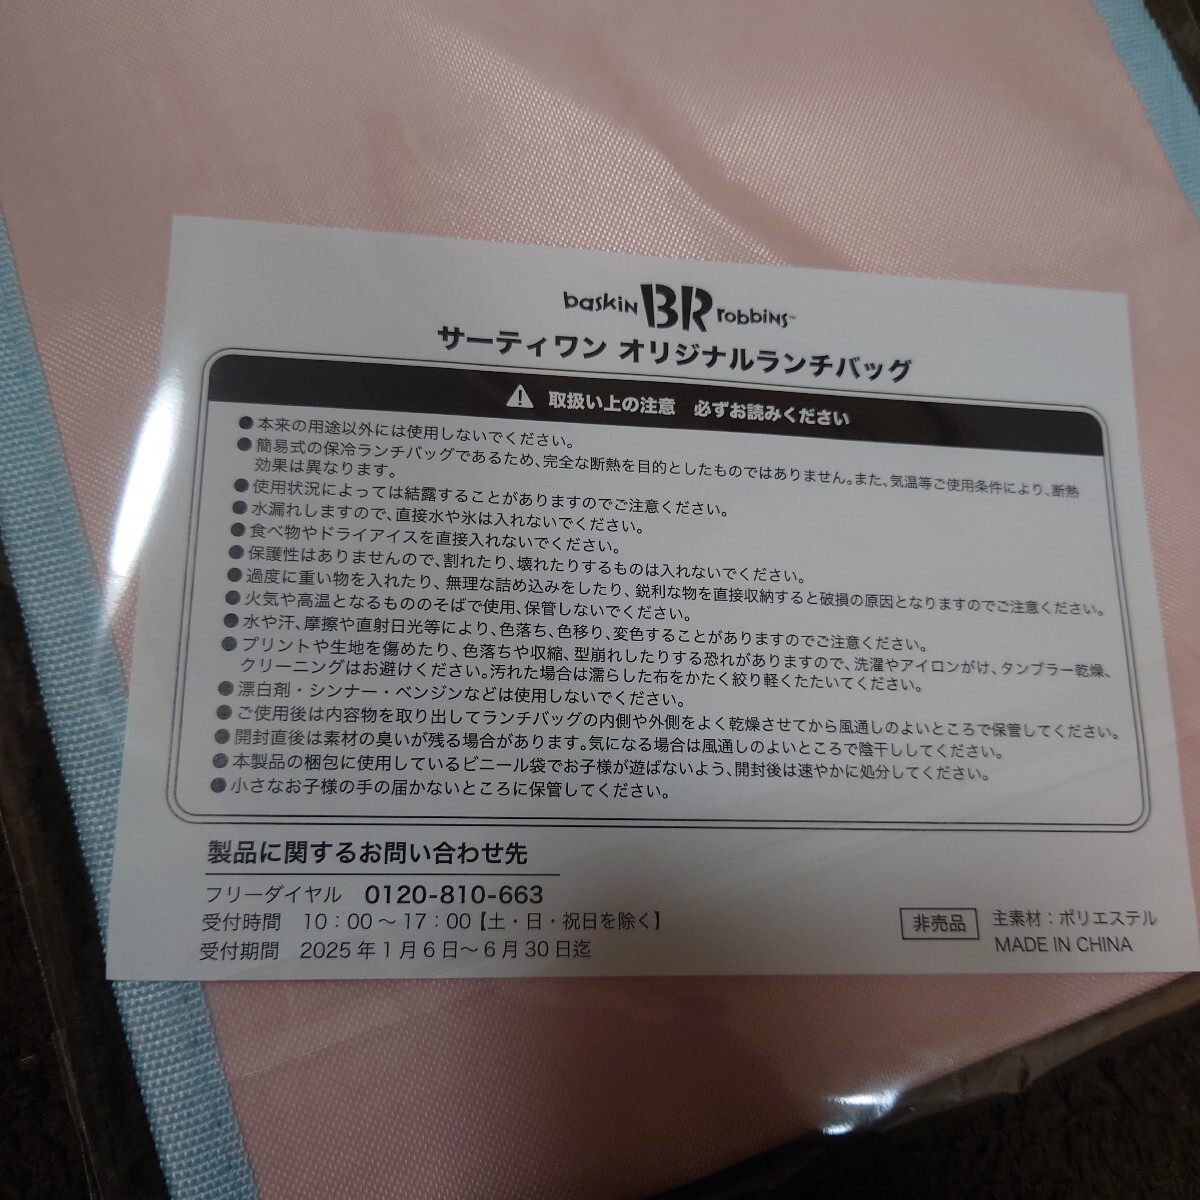 baskin BR robbins™
サーティワン オリジナルランチバッグ
取扱い上の注意 必ずお読みください
●本来の用途以外には使用しないでください。
●簡易式の保冷ランチバッグであるため、完全な断熱を目的としたものではありません。また、気温等ご使用条件により、断熱
効果は異なります。
●使用状況によっては結露することがありますのでご注意ください。
●水漏れしますので、直接水や氷は入れないでください。
●食べ物やドライアイスを直接入れないでください。
●保護性はありませんので、割れたり、壊れたりするものは入れないでください。
●過度に重い物を入れたり、無理な詰め込みをしたり、鋭利な物を直接収納すると破損の原因となりますのでご注意ください。
●火気や高温となるもののそばで使用、保管しないでください。
●水や汗、摩擦や直射日光等により、色落ち、色移り、変色することがありますのでご注意ください。
●プリントや生地を傷めたり、色落ちや収縮、型崩れしたりする恐れがありますので、洗濯やアイロンがけ、タンブラー乾燥、
クリーニングはお避けください。汚れた場合は濡らした布をかたく絞り軽くたたいてください。
●漂白剤・シンナー・ベンジンなどは使用しないでください。
●ご使用後は内容物を取り出してランチバッグの内側や外側をよく乾燥させてから風通しのよいところで保管してください。
●開封直後は素材の臭いが残る場合があります。気になる場合は風通しのよいところで陰干ししてください。
●本製品の梱包に使用しているビニール袋でお子様が遊ばないよう、開封後は速やかに処分してください。
●小さなお子様の手の届かないところに保管してください。
製品に関するお問い合わせ先
フリーダイヤル 0120-810-663
受付時間 10:00～17:00【土・日・祝日を除く】
受付期間 2025年1月6日～6月30日迄
非売品 主素材:ポリエステル
MADE IN CHINA